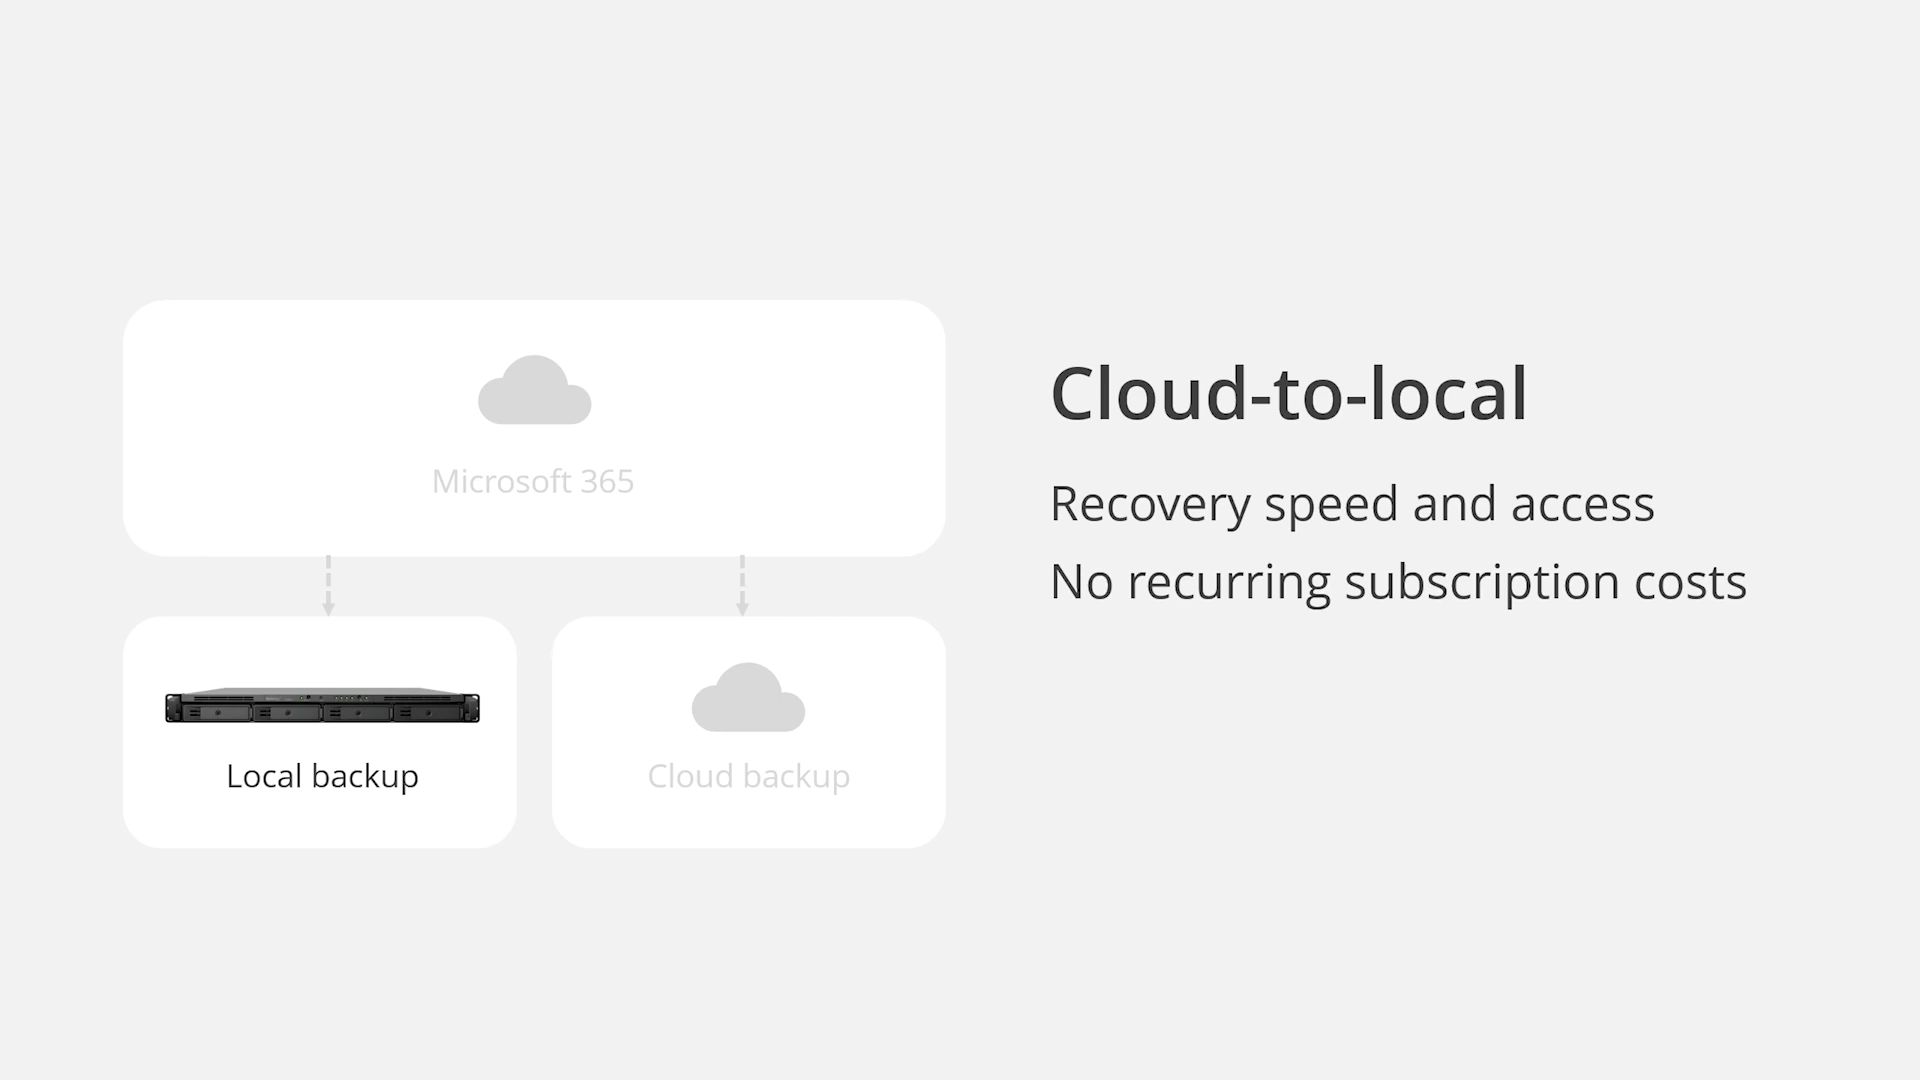 Microsoft 365
Local backup
Cloud backup
Cloud-to-local
Recovery speed and access
No recurring subscription costs